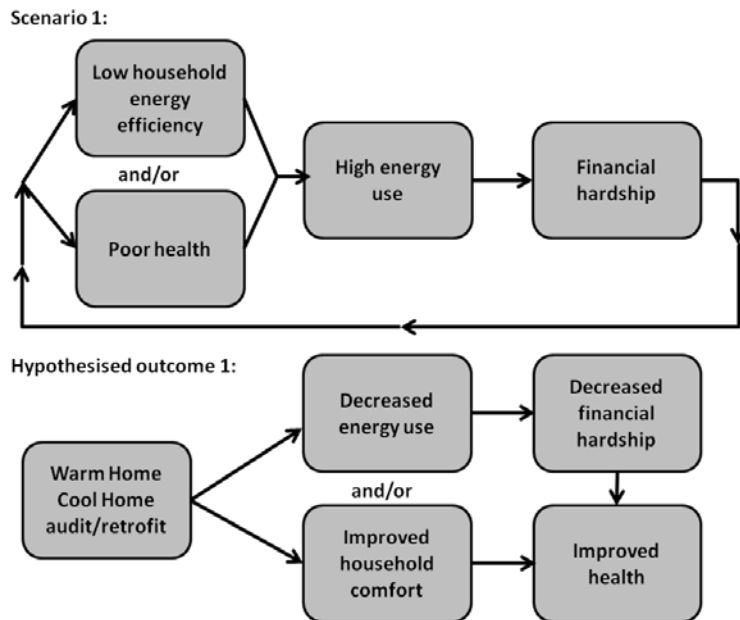 Scenario 1:
Low household
energy
efficiency
and/or
Poor health
High energy
use
Financial
hardship
Hypothesised outcome 1:
Warm Home
Cool Home
audit/retrofit
Decreased
energy use
and/or
Improved
household
comfort
Decreased
financial
hardship
Improved
health